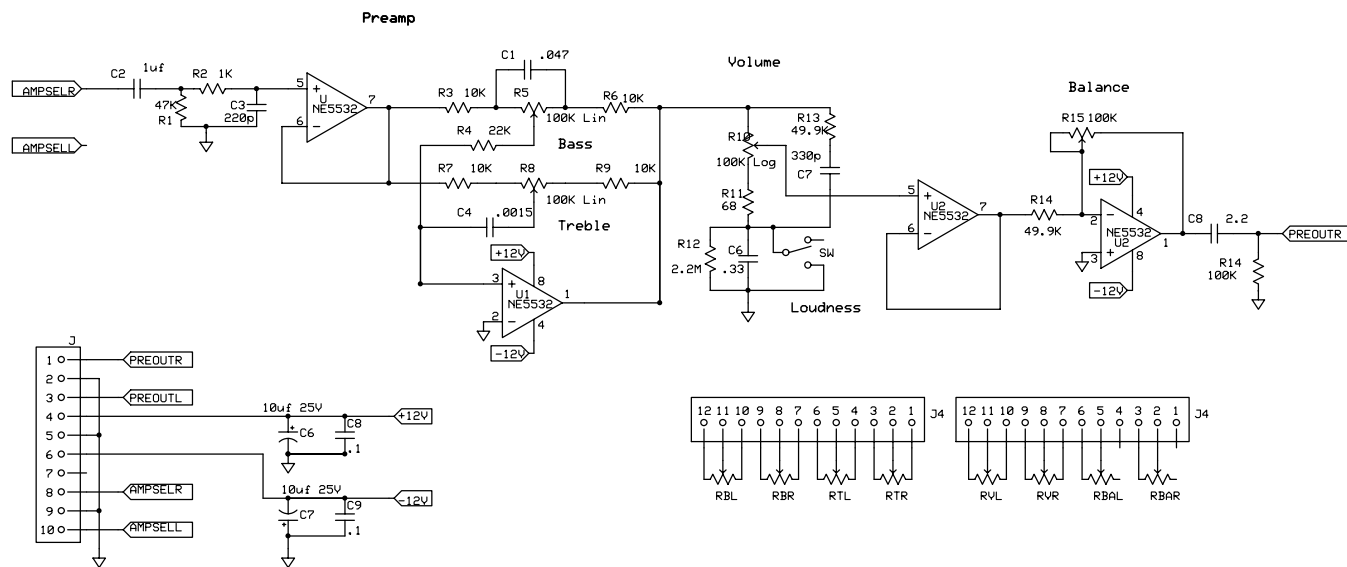 Preamp
AMPSELR
C2 1uf
R2 1K
47K
R1
C3
220p
5
+
U
NE5532
7
6
−
AMPSELL
C1 .047
R3 10K
R5
100K Lin
R6 10K
R4 22K
Bass
R7 10K
R8
100K Lin
R9 10K
C4 .0015
Treble
+12V
3
+
U1
NE5532
8
1
2
−
4
-12V
Volume
R10
100K Log
R13
49.9K
330p
C7
R11
68
R12
2.2M
C6
.33
SW
Loudness
5
+
U2
NE5532
7
6
−
Balance
R15 100K
R14
49.9K
+12V
4
2
−
NE5532
U2
1
3
+
8
-12V
C8 2.2
PREOUTR
R14
100K
J
1 PREOUTR
2
3 PREOUTL
4
5
6
7
8 AMPSELR
9
10 AMPSELL
10uf 25V
+
C6
C8
.1
+12V
10uf 25V
C7
+
C9
.1
-12V
12 11 10 9 8 7 6 5 4 3 2 1
J4
RBL RBR RTL RTR
12 11 10 9 8 7 6 5 4 3 2 1
J4
RVL RVR RBAL RBAR